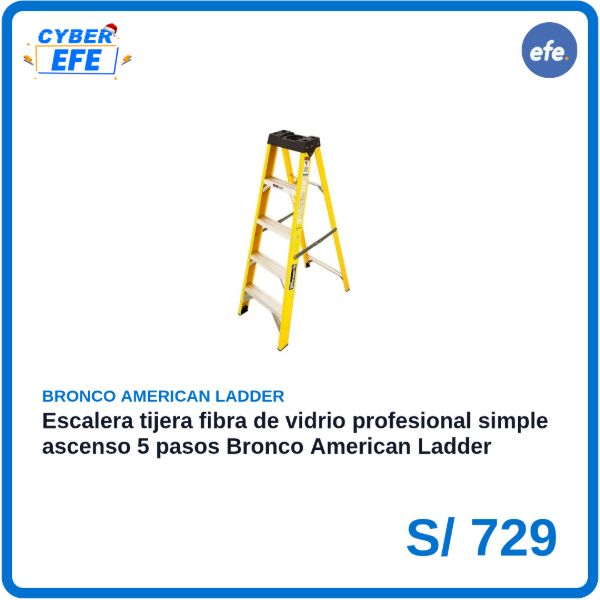 CYBER
EFE
efe.
BRONCO AMERICAN LADDER
Escalera tijera fibra de vidrio profesional simple
ascenso 5 pasos Bronco American Ladder
S/ 729